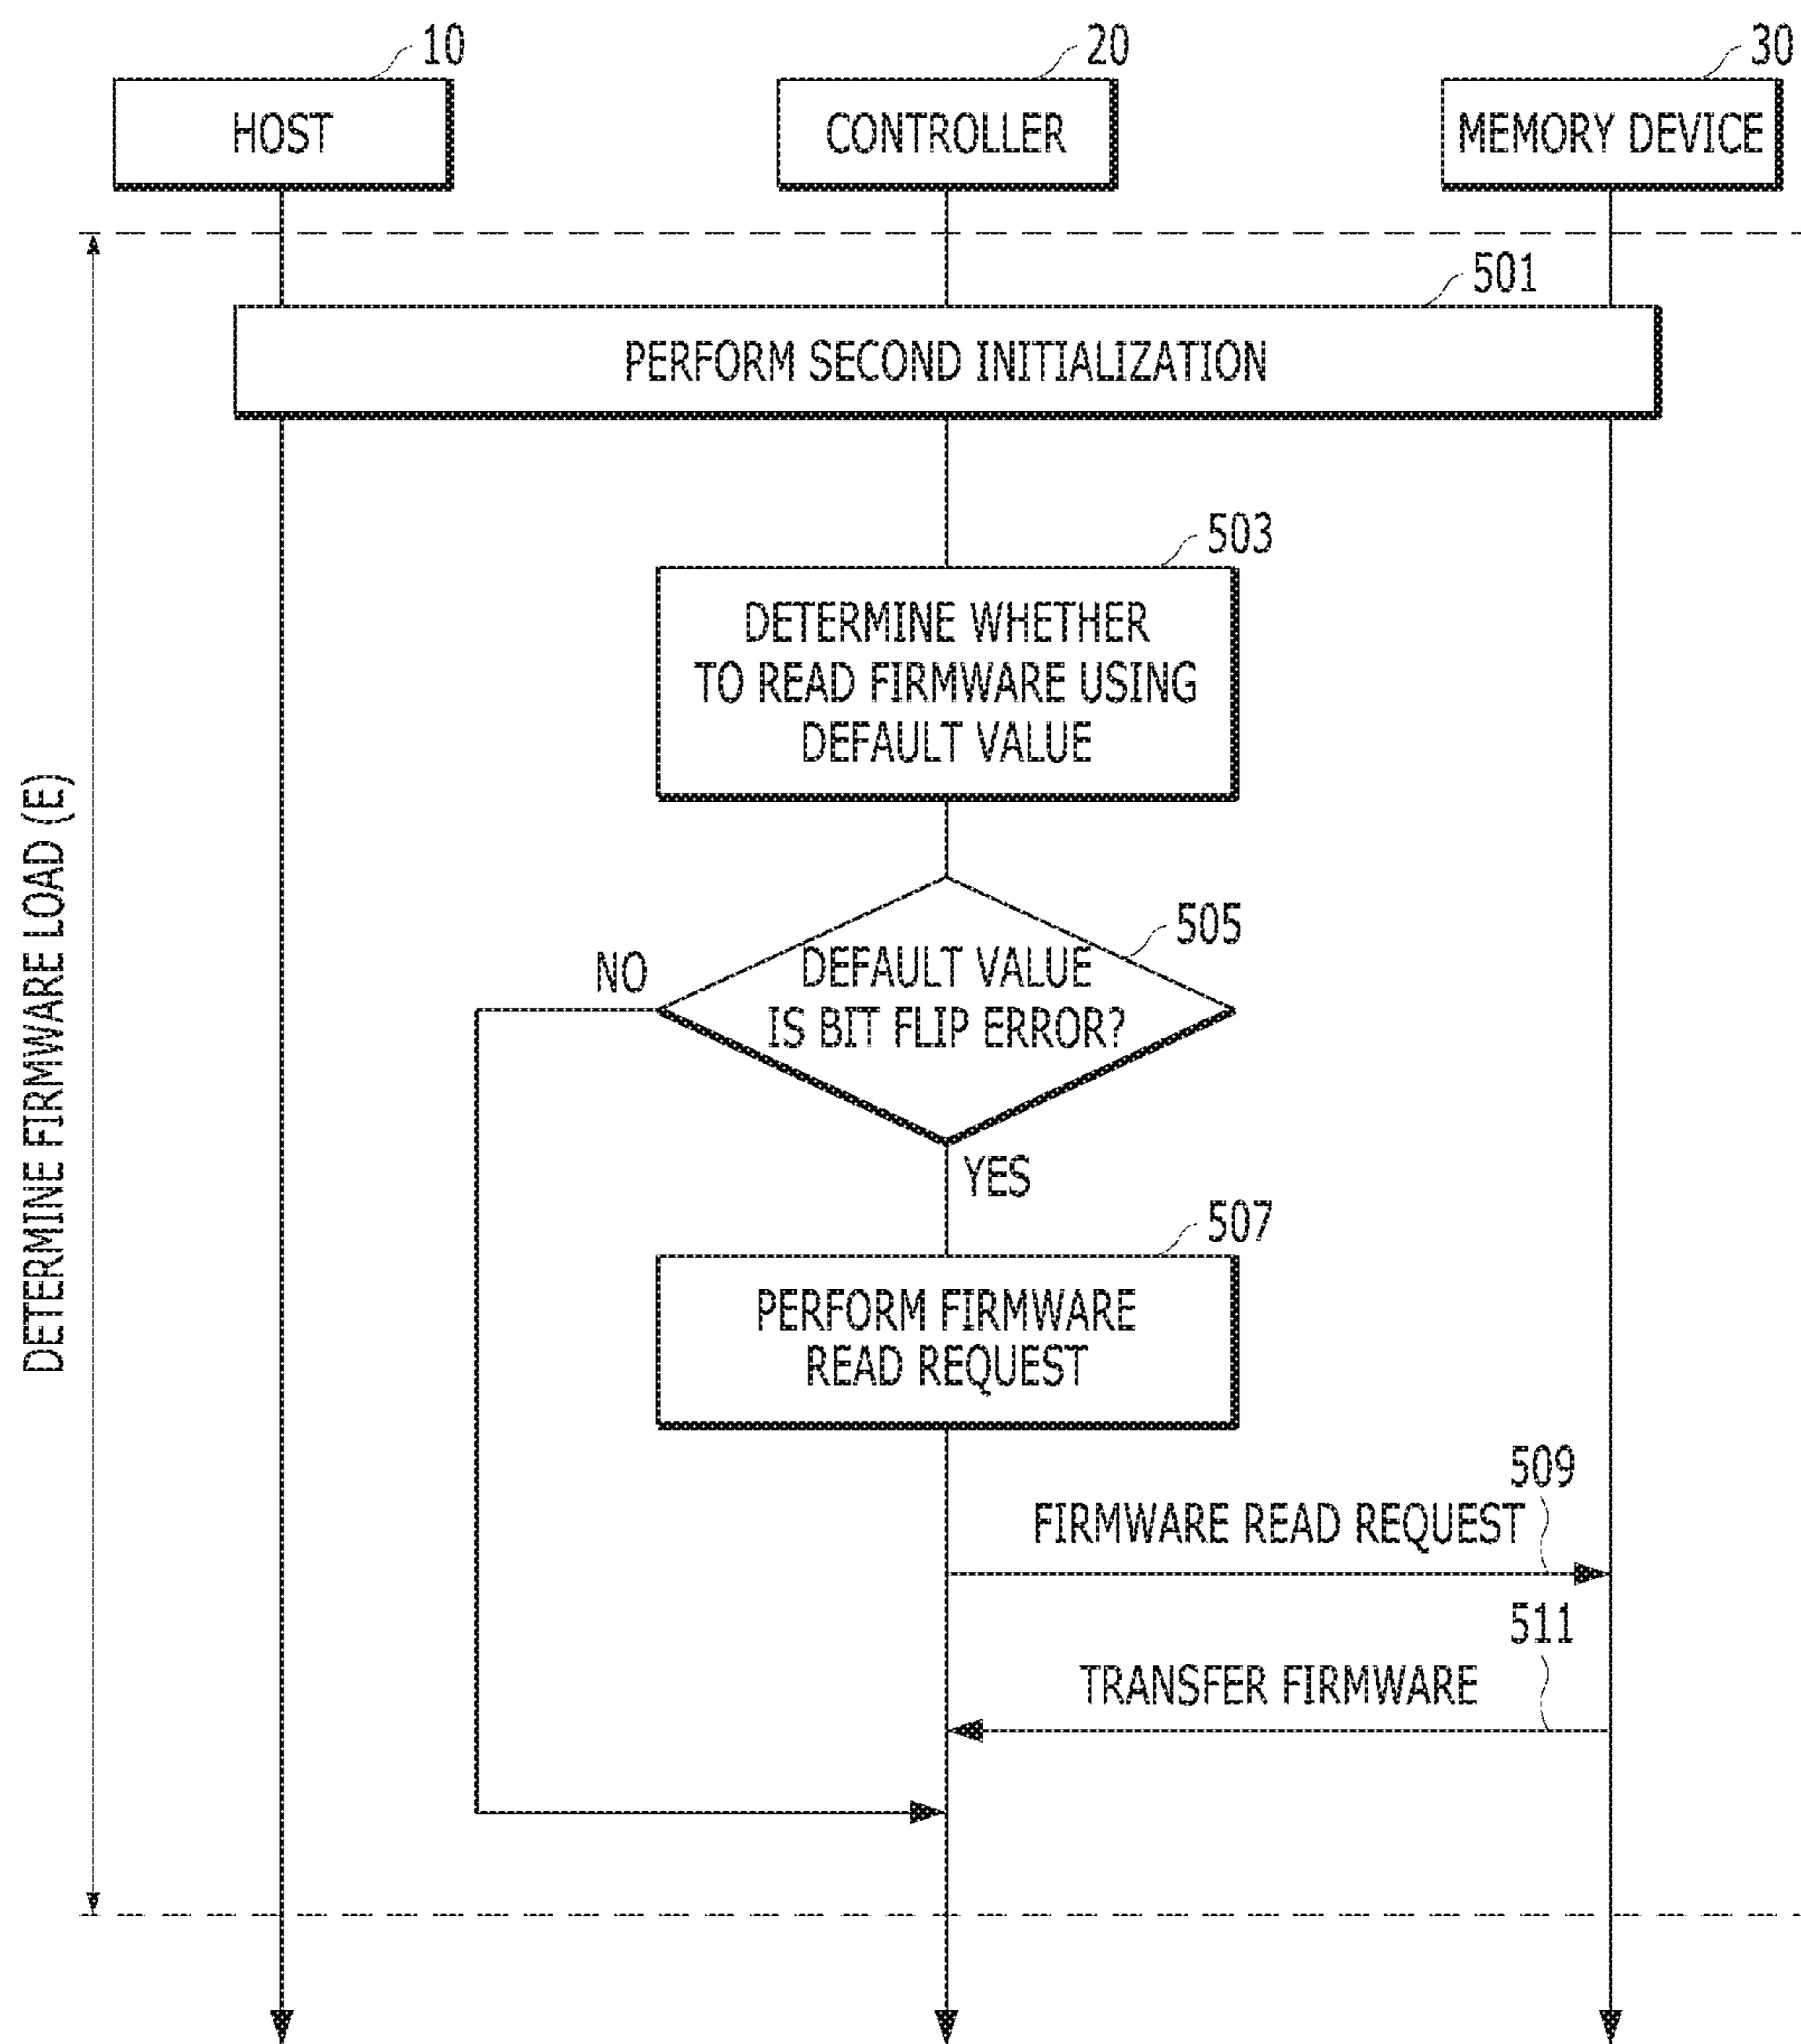 10
20
30
HOST
CONTROLLER
MEMORY DEVICE
501
PERFORM SECOND INITIALIZATION
503
DETERMINE WHETHER
TO READ FIRMWARE USING
DEFAULT VALUE
DETERMINE FIRMWARE LOAD (E)
505
NO
DEFAULT VALUE
IS BIT FLIP ERROR?
YES
507
PERFORM FIRMWARE
READ REQUEST
509
FIRMWARE READ REQUEST
511
TRANSFER FIRMWARE